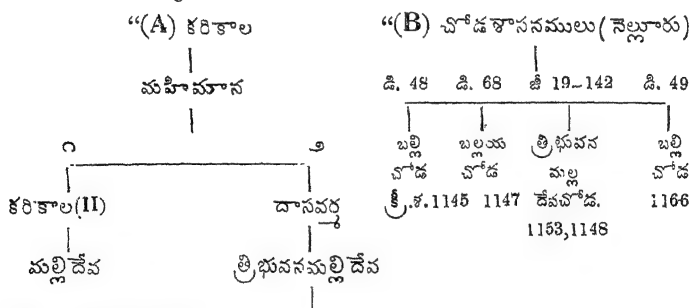 “(A) కరికాల
మహిమాన
౧ ౨
కరికాల(II) దాసవర్మ
మల్లిదేవ త్రిభువనమల్లిదేవ
“(B) చోడశాసనములు(నెల్లూరు)
డి. 48 డి. 68 జీ 19–142 డి. 49
బల్లి బల్లయ త్రిభువన బల్లి
చోడ చోడ మల్ల చోడ
క్రీ.శ.1145 1147 దేవచోడ. 1166
1153,1148